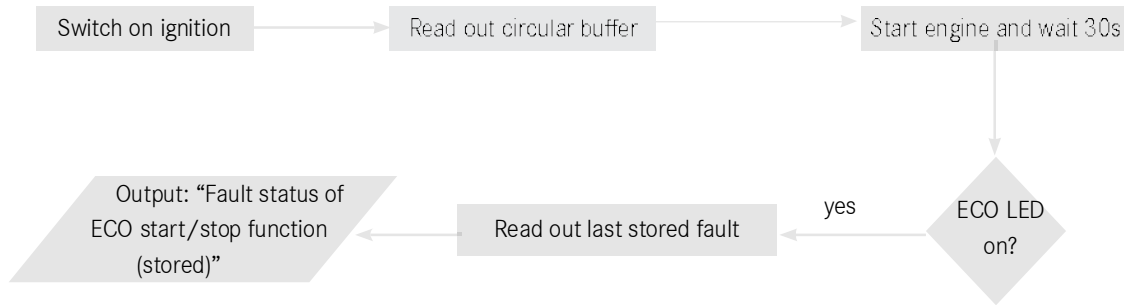 Switch on ignition
Read out circular buffer
Start engine and wait 30s
ECO LED
on?
yes
Read out last stored fault
Output: “Fault status of
ECO start/stop function
(stored)”